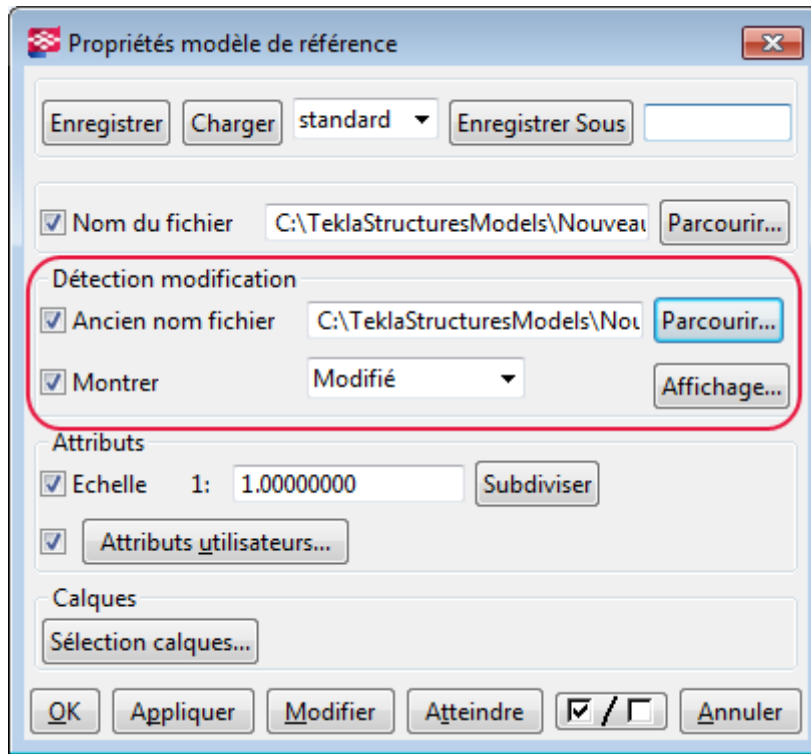 Propriétés modèle de référence
Enregistrer Charger standard Enregistrer Sous
Nom du fichier C:\TeklaStructuresModels\Nouveau Parcourir...
Détection modification
Ancien nom fichier C:\TeklaStructuresModels\Nou Parcourir...
Montrer Modifié Affichage...
Attributs
Echelle 1: 1.00000000 Subdiviser
Attributs utilisateurs...
Calques
Sélection calques...
OK Appliquer Modifier Atteindre / Annuler